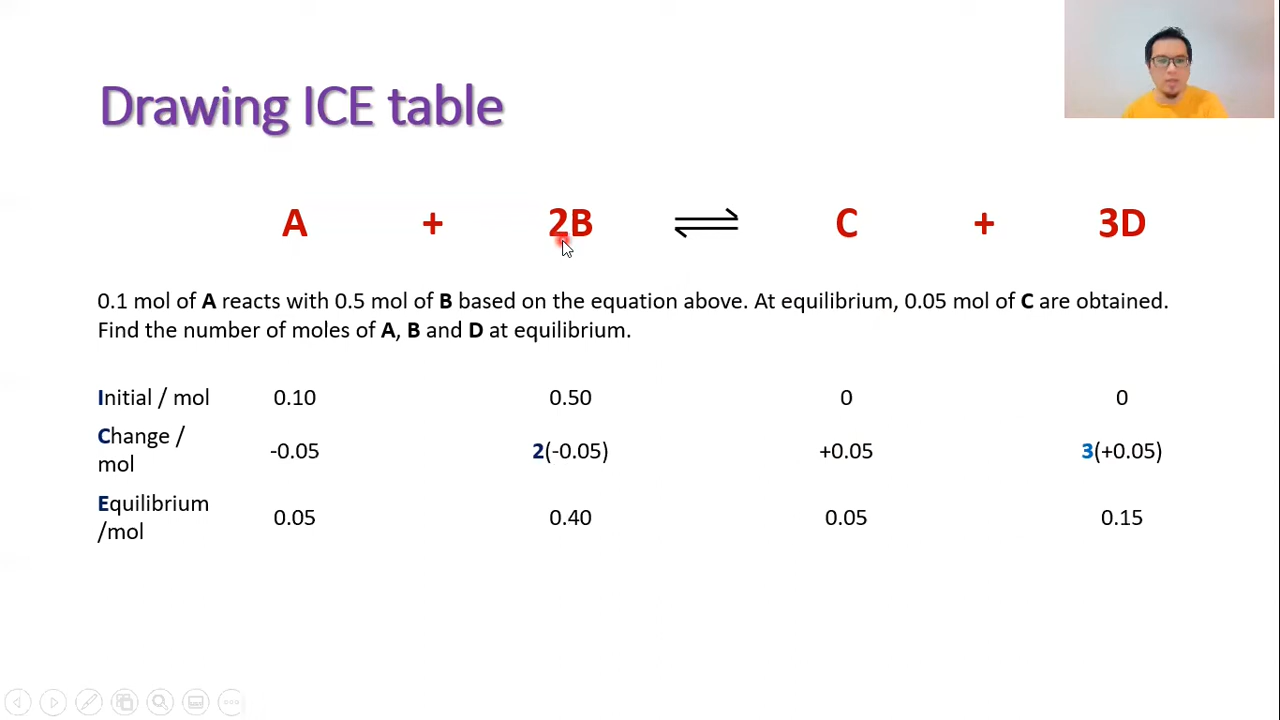 Drawing ICE table
A + 2B ⇌ C + 3D
0.1 mol of A reacts with 0.5 mol of B based on the equation above. At equilibrium, 0.05 mol of C are obtained.
Find the number of moles of A, B and D at equilibrium.
Initial / mol 0.10 0.50 0 0
Change /
mol -0.05 2(-0.05) +0.05 3(+0.05)
Equilibrium
/mol 0.05 0.40 0.05 0.15